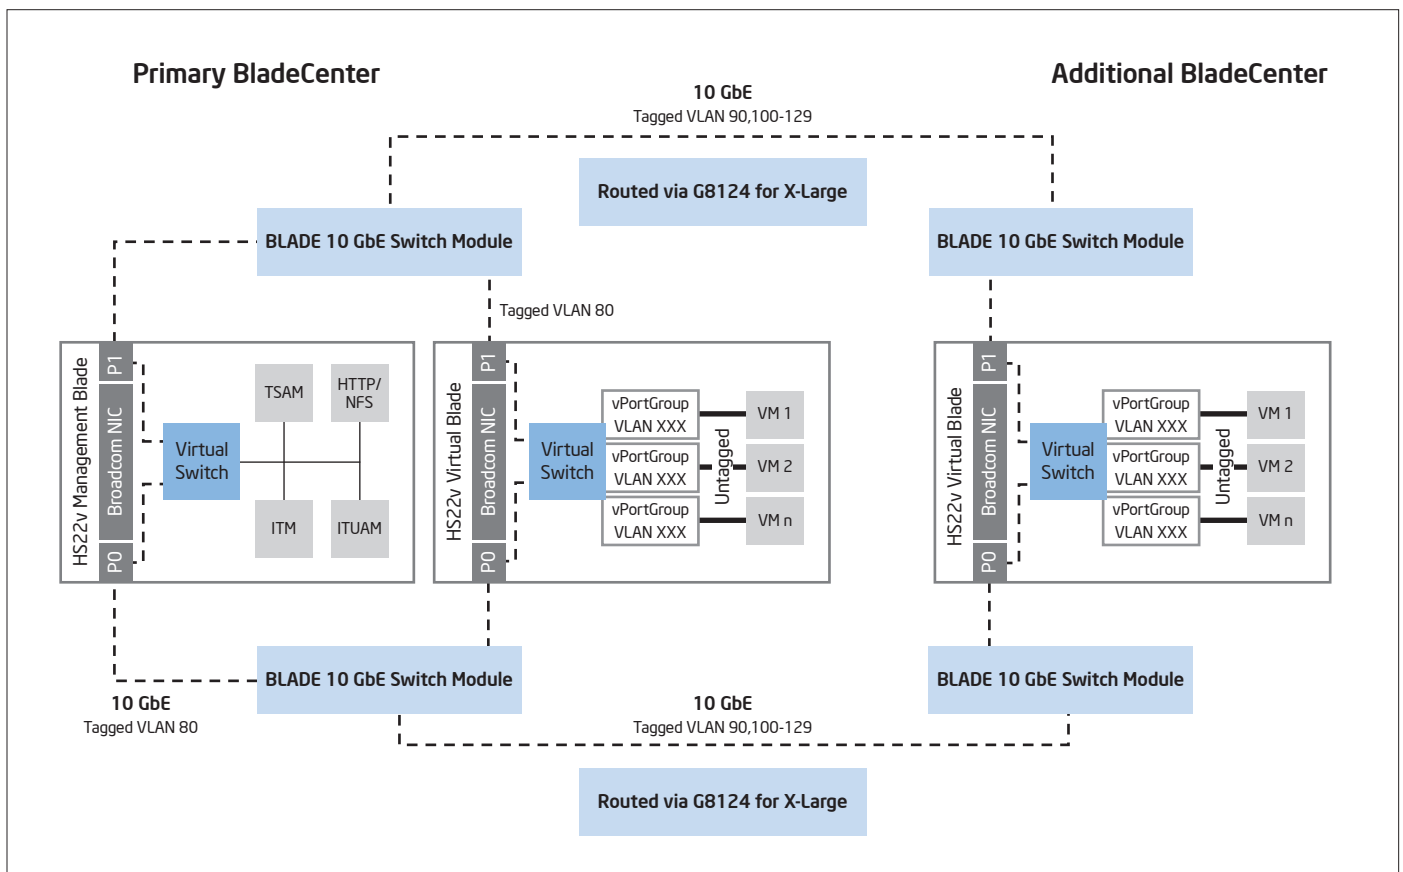 Primary BladeCenter
Additional BladeCenter
10 GbE
Tagged VLAN 90,100-129
Routed via G8124 for X-Large
BLADE 10 GbE Switch Module
BLADE 10 GbE Switch Module
Tagged VLAN 80
HS22v Management Blade
P1
Broadcom NIC
P0
Virtual
Switch
TSAM
HTTP/
NFS
ITM
ITUAM
HS22v Virtual Blade
P1
Broadcom NIC
P0
Virtual
Switch
vPortGroup
VLAN XXX
vPortGroup
VLAN XXX
vPortGroup
VLAN XXX
Untagged
VM 1
VM 2
VM n
HS22v Virtual Blade
P1
Broadcom NIC
P0
Virtual
Switch
vPortGroup
VLAN XXX
vPortGroup
VLAN XXX
vPortGroup
VLAN XXX
Untagged
VM 1
VM 2
VM n
BLADE 10 GbE Switch Module
BLADE 10 GbE Switch Module
10 GbE
Tagged VLAN 80
10 GbE
Tagged VLAN 90,100-129
Routed via G8124 for X-Large